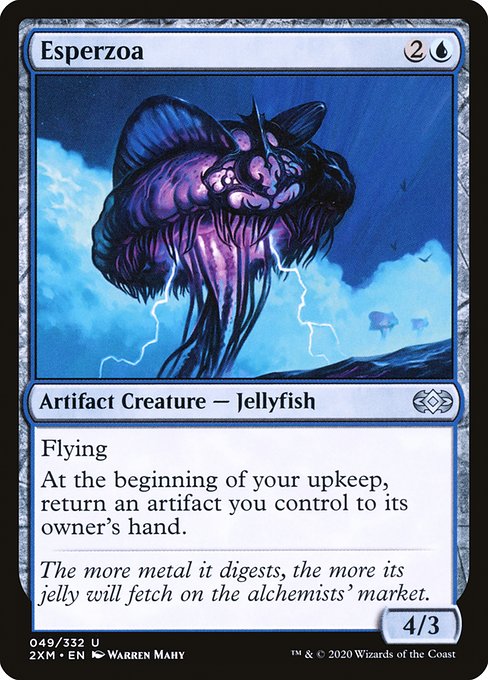 Esperzoa 2
Artifact Creature — Jellyfish
Flying
At the beginning of your upkeep,
return an artifact you control to its
owner's hand.
The more metal it digests, the more its
jelly will fetch on the alchemists' market.
4/3
049/332 U
2XM • EN Warren Mahy
™ & © 2020 Wizards of the Coast